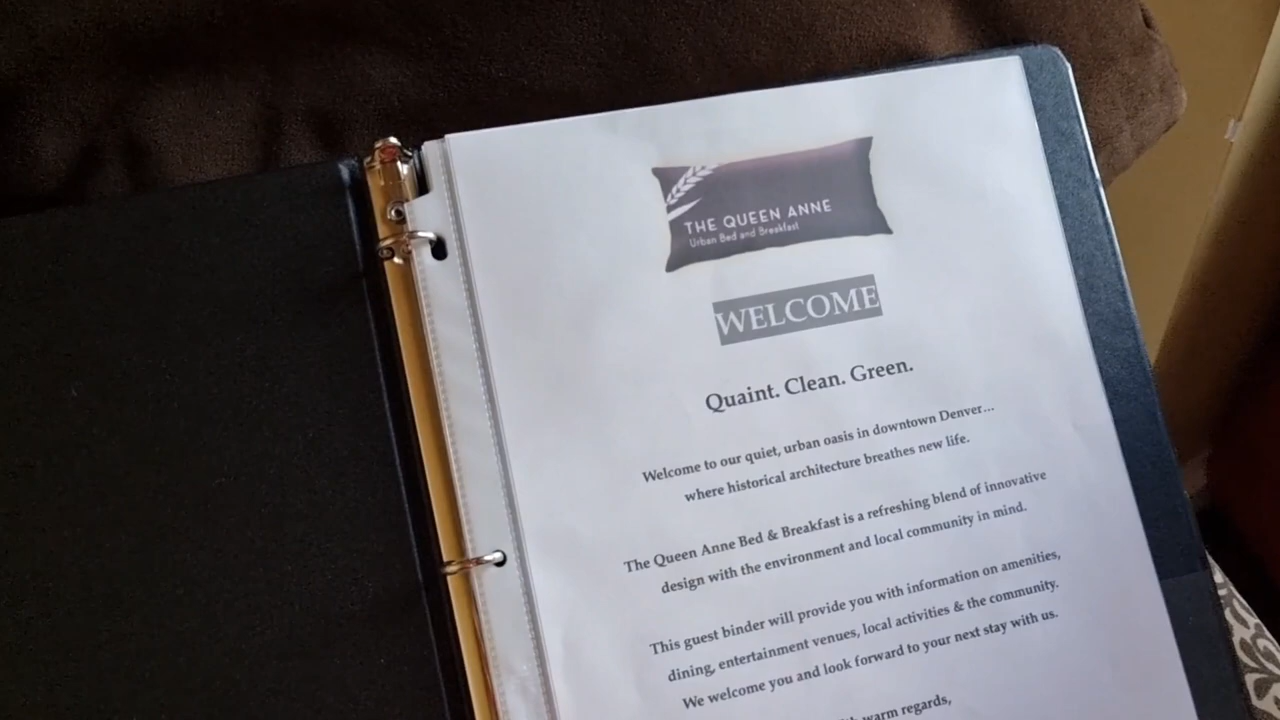 THE QUEEN ANNE
Urban Bed and Breakfast
WELCOME
Quaint. Clean. Green.
Welcome to our quiet, urban oasis in downtown Denver...
where historical architecture breathes new life.
The Queen Anne Bed & Breakfast is a refreshing blend of innovative
design with the environment and local community in mind.
This guest binder will provide you with information on amenities,
dining, entertainment venues, local activities & the community.
We welcome you and look forward to your next stay with us.
warm regards,